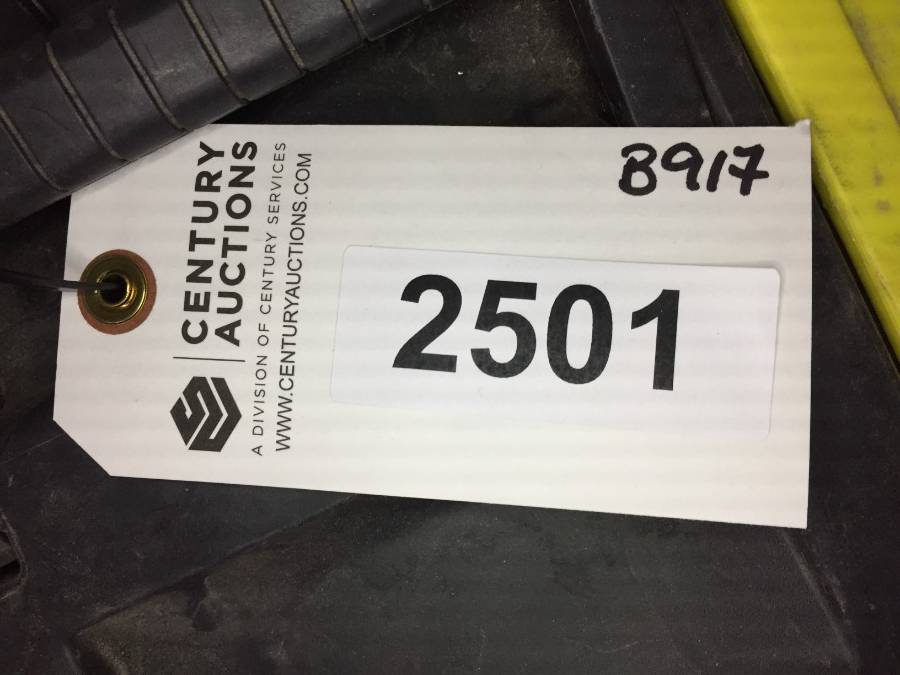 CENTURY
AUCTIONS
A DIVISION OF CENTURY SERVICES
WWW.CENTURYAUCTIONS.COM
B917
2501